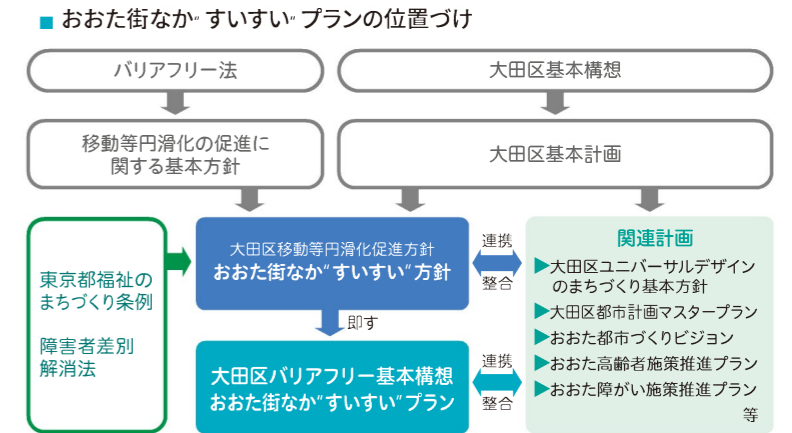 ■ おおた街なか“すいすい”プランの位置づけ
バリアフリー法
大田区基本構想
移動等円滑化の促進に
関する基本方針
大田区基本計画
東京都福祉の
まちづくり条例
障害者差別
解消法
大田区移動等円滑化促進方針
おおた街なか“すいすい”方針
連携
整合
即す
大田区バリアフリー基本構想
おおた街なか“すいすい”プラン
連携
整合
関連計画
▶大田区ユニバーサルデザイン
のまちづくり基本方針
▶大田区都市計画マスタープラン
▶おおた都市づくりビジョン
▶おおた高齢者施策推進プラン
▶おおた障がい施策推進プラン
等